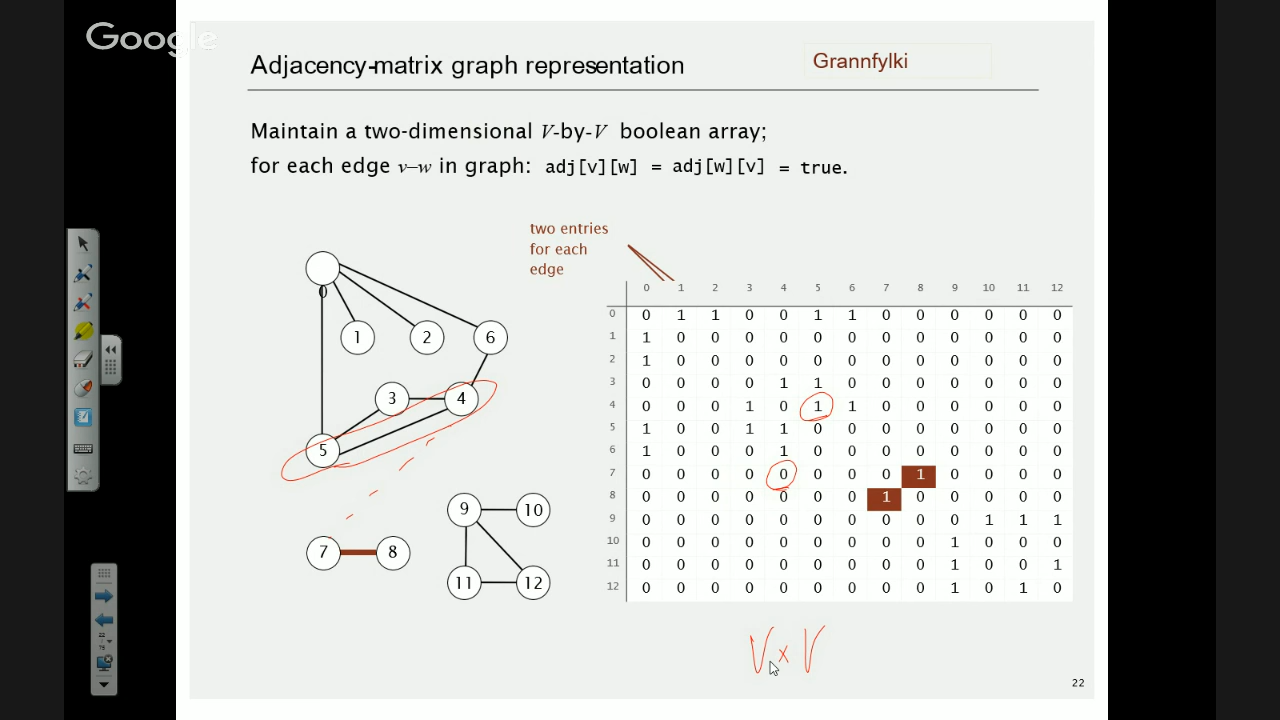 Google
Adjacency-matrix graph representation
Grannfylki
Maintain a two-dimensional V-by-V boolean array;
for each edge v–w in graph: adj[v][w] = adj[w][v] = true.
two entries
for each
edge
0
1 2 6
3 4
5
9 10
7 8
11 12
0 1 2 3 4 5 6 7 8 9 10 11 12
0 0 1 1 0 0 1 1 0 0 0 0 0 0
1 1 0 0 0 0 0 0 0 0 0 0 0 0
2 1 0 0 0 0 0 0 0 0 0 0 0 0
3 0 0 0 0 1 1 0 0 0 0 0 0 0
4 0 0 0 1 0 1 1 0 0 0 0 0 0
5 1 0 0 1 1 0 0 0 0 0 0 0 0
6 1 0 0 0 1 0 0 0 0 0 0 0 0
7 0 0 0 0 0 0 0 0 1 0 0 0 0
8 0 0 0 0 0 0 0 1 0 0 0 0 0
9 0 0 0 0 0 0 0 0 0 0 1 1 1
10 0 0 0 0 0 0 0 0 0 1 0 0 0
11 0 0 0 0 0 0 0 0 0 1 0 0 1
12 0 0 0 0 0 0 0 0 0 1 0 1 0
V x V
22